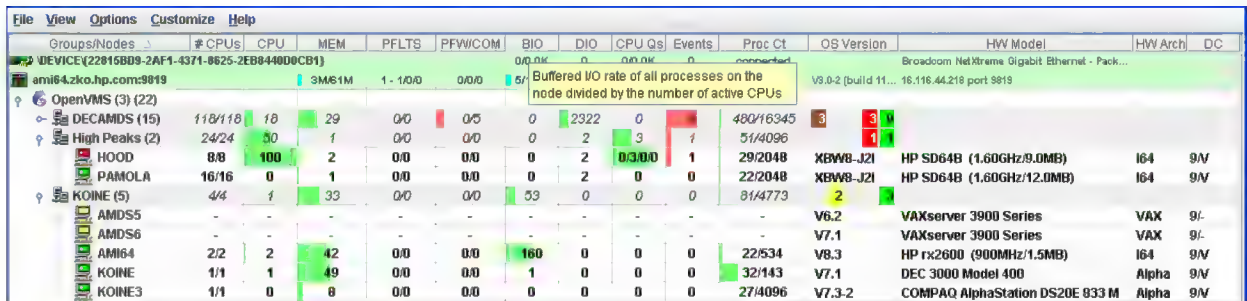 File View Options Customize Help
Groups/Nodes # CPUs CPU MEM PFLTS PFW/COM BIO DIO CPU Qs Events Proc Ct OS Version HW Model HW Arch DC
\DEVICE\{22815BD9-2AF1-4371-8625-2EB8440D0CB1} 0/0.0K connected Broadcom NetXtreme Gigabit Ethernet - Pack...
ami64.zko.hp.com:9819 3M/61M 1 - 1/0/0 0/0/0 V3.0-2 (build 11... 16.116.44.218 port 9819
Buffered I/O rate of all processes on the
node divided by the number of active CPUs
OpenVMS (3) (22)
DECAMDS (15) 118/118 18 29 0/0 0/5 0 2322 0 480/16345 3 3 9
High Peaks (2) 24/24 50 1 0/0 0/0 0 2 3 1 51/4096 1 1
HOOD 8/8 100 2 0/0 0/0 0 2 0/3/0/0 1 29/2048 XBW8-J2I HP SD64B (1.60GHz/9.0MB) I64 9/V
PAMOLA 16/16 0 1 0/0 0/0 0 2 0 0 22/2048 XBW8-J2I HP SD64B (1.60GHz/12.0MB) I64 9/V
KOINE (5) 4/4 1 33 0/0 0/0 53 0 0 0 81/4773 2 3
AMDS5 - - - - - - - - - - V6.2 VAXserver 3900 Series VAX 9/-
AMDS6 - - - - - - - - - - V7.1 VAXserver 3900 Series VAX 9/-
AMI64 2/2 2 42 0/0 0/0 160 0 0 0 22/534 V8.3 HP rx2600 (900MHz/1.5MB) I64 9/V
KOINE 1/1 1 49 0/0 0/0 1 0 0 0 32/143 V7.1 DEC 3000 Model 400 Alpha 9/V
KOINE3 1/1 0 8 0/0 0/0 0 0 0 0 27/4096 V7.3-2 COMPAQ AlphaStation DS20E 833 M Alpha 9/V